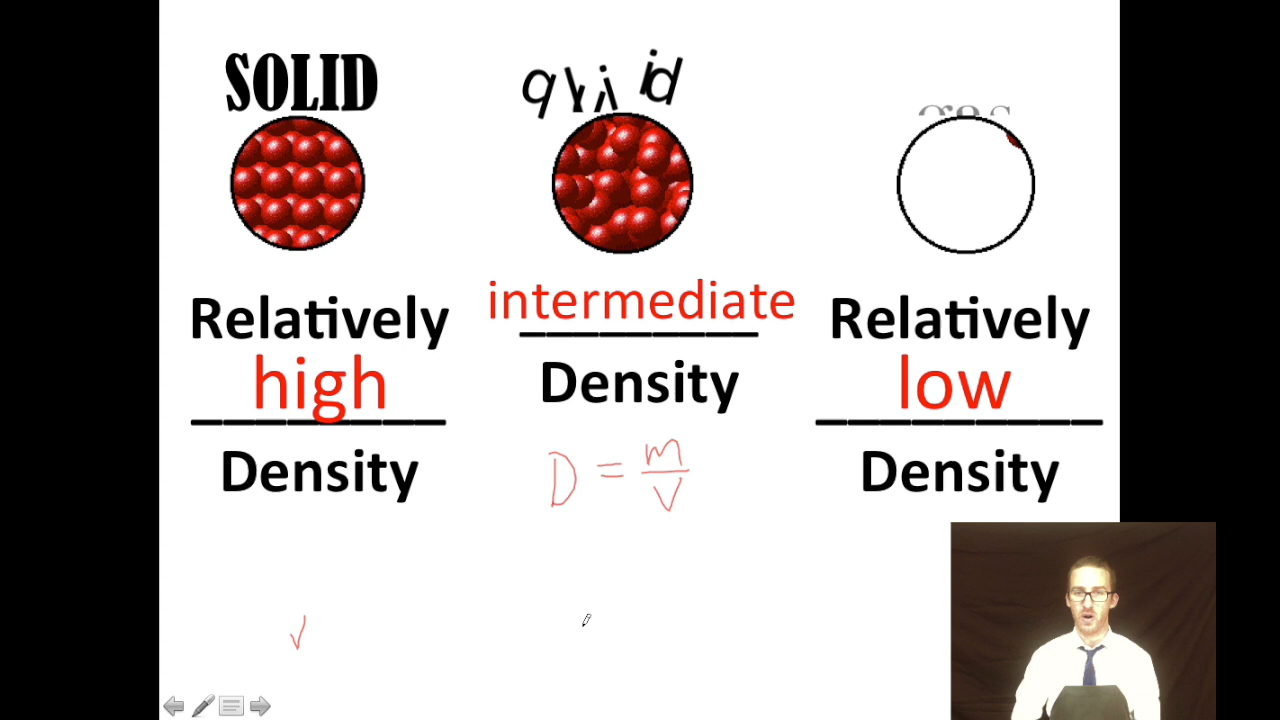 SOLID
Relatively
high
Density
intermediate
Density
D = m/V
Relatively
low
Density
V